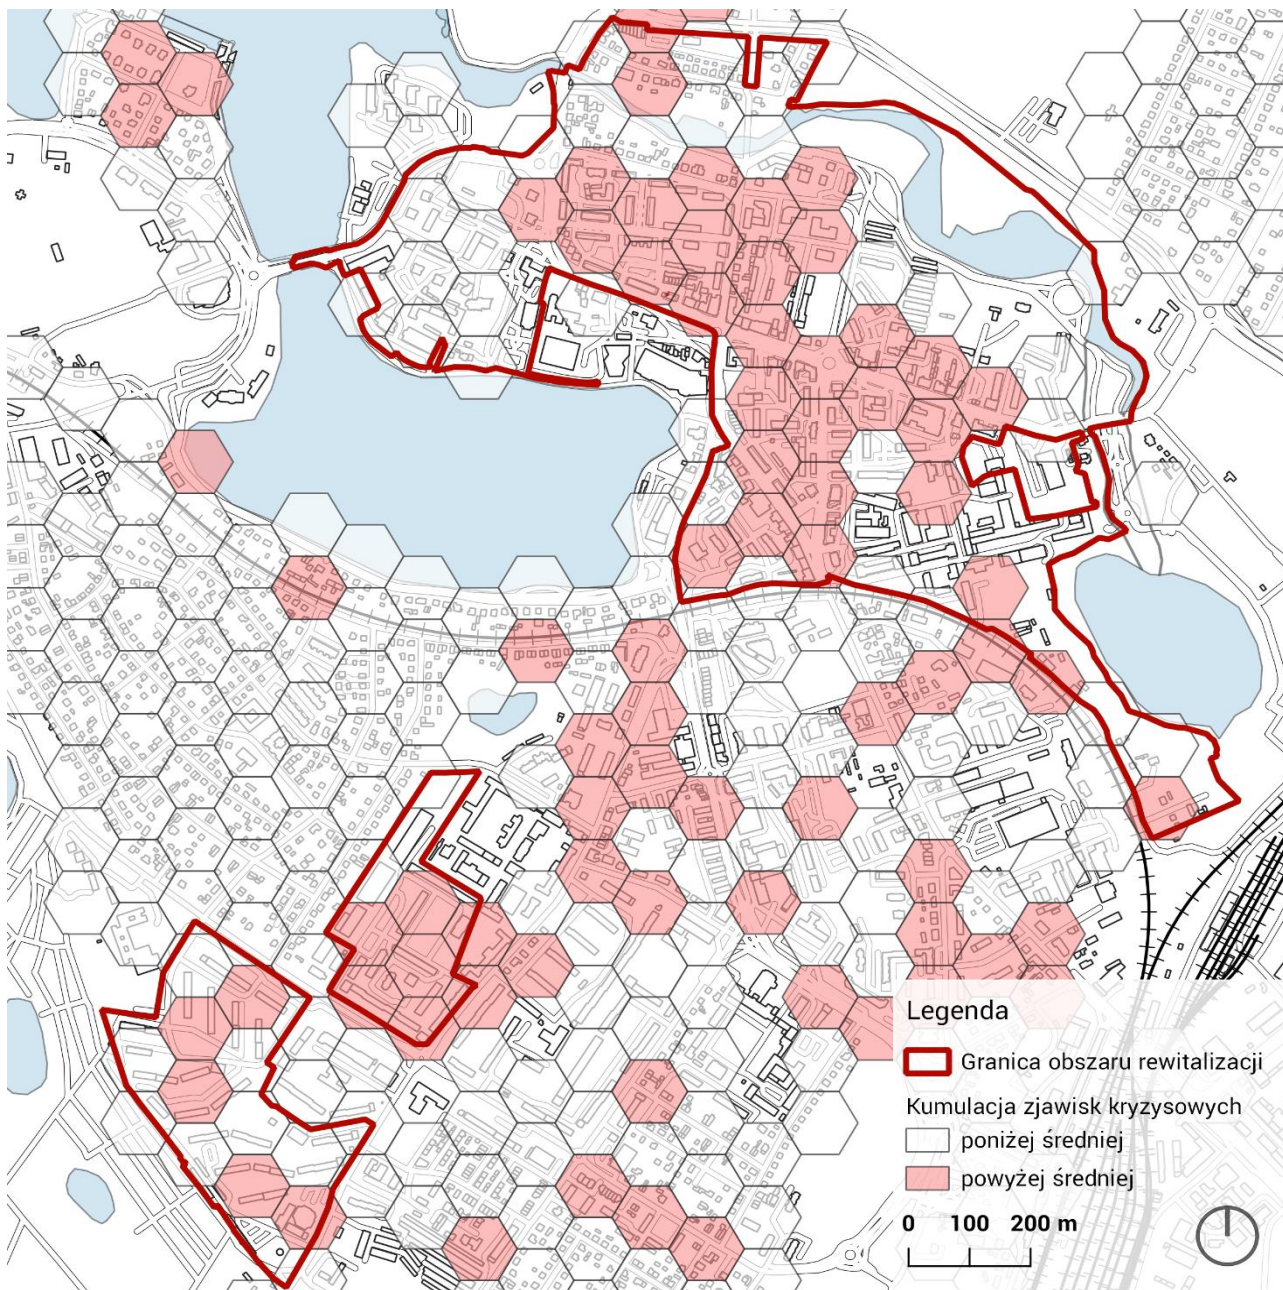 Legenda
Granica obszaru rewitalizacji
Kumulacja zjawisk kryzysowych
poniżej średniej
powyżej średniej
0 100 200 m